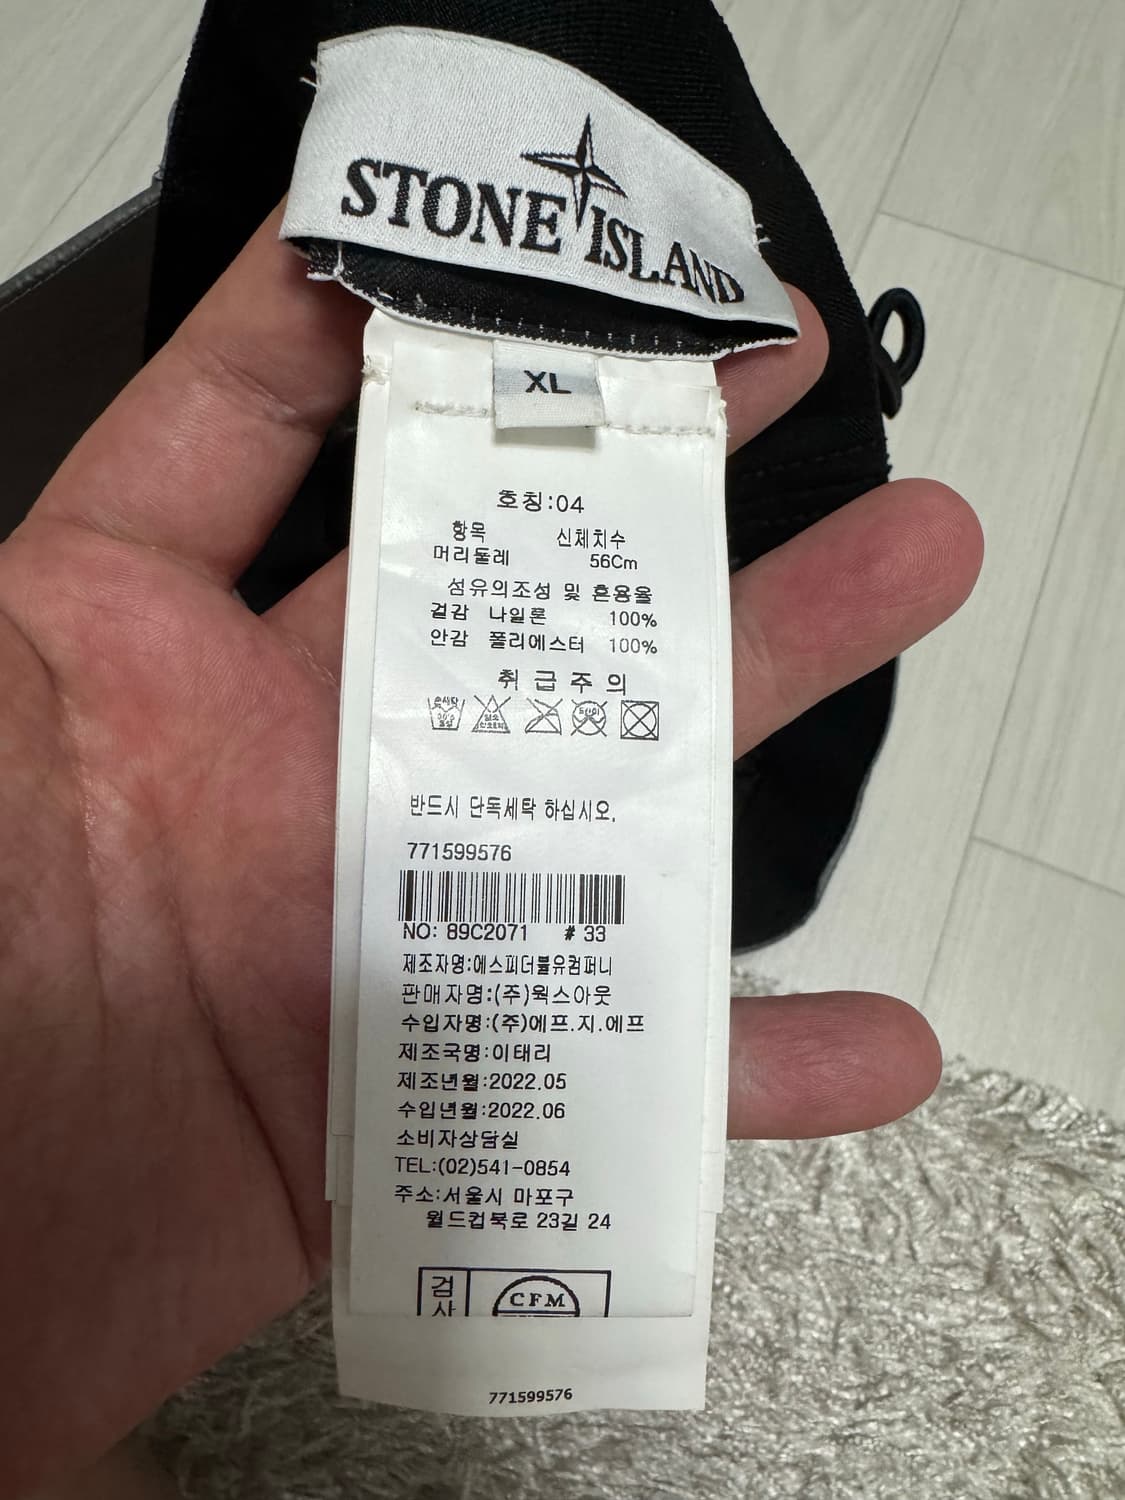 STONE ISLAND
XL
호칭:04
항목 신체치수
머리둘레 56Cm
섬유의조성 및 혼용율
겉감 나일론 100%
안감 폴리에스터 100%
취 급 주 의
손세탁
드라이
반드시 단독세탁 하십시오.
771599576
NO: 89C2071 # 33
제조자명:에스피더블유컴퍼니
판매자명:(주)웍스아웃
수입자명:(주)에프.지.에프
제조국명:이태리
제조년월:2022.05
수입년월:2022.06
소비자상담실
TEL:(02)541-0854
주소:서울시 마포구
월드컵북로 23길 24
검
사
CFM
771599576